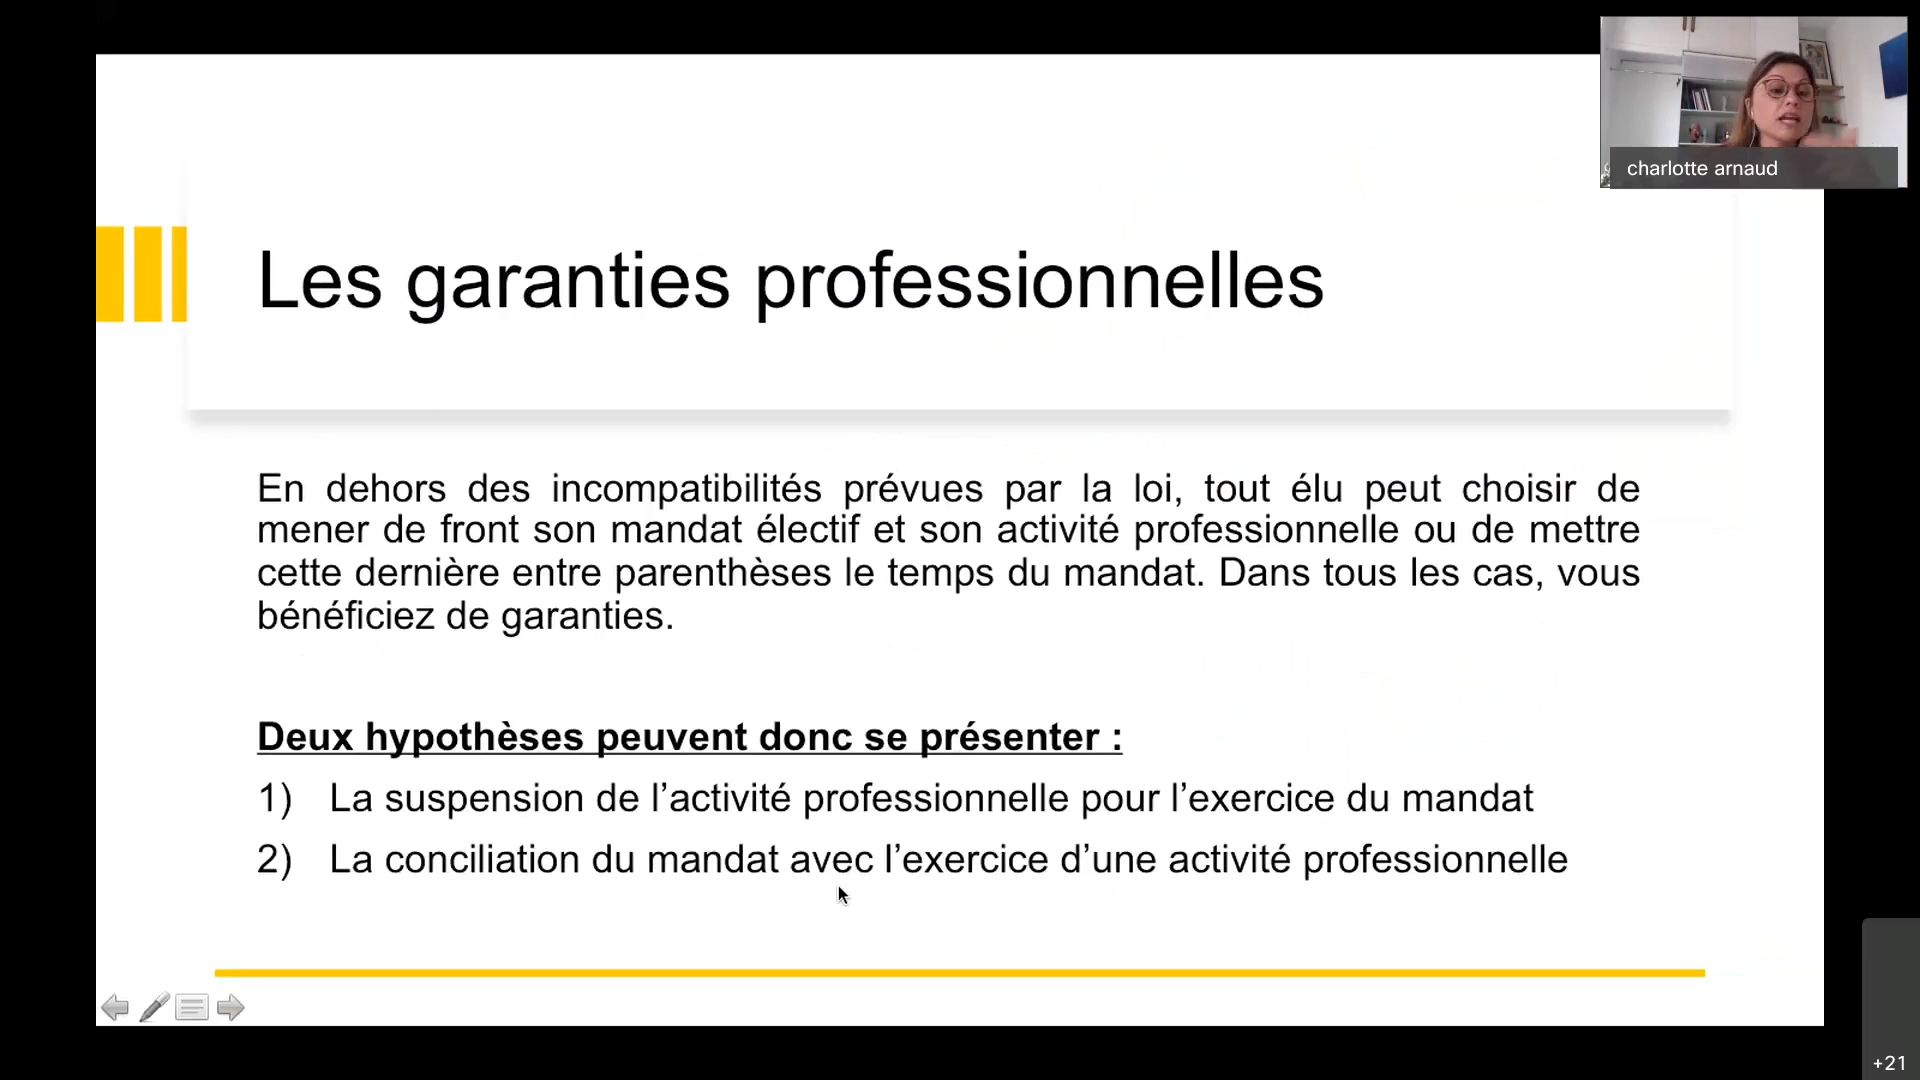 charlotte arnaud
Les garanties professionnelles
En dehors des incompatibilités prévues par la loi, tout élu peut choisir de
mener de front son mandat électif et son activité professionnelle ou de mettre
cette dernière entre parenthèses le temps du mandat. Dans tous les cas, vous
bénéficiez de garanties.
Deux hypothèses peuvent donc se présenter :
1) La suspension de l’activité professionnelle pour l’exercice du mandat
2) La conciliation du mandat avec l’exercice d’une activité professionnelle
+21